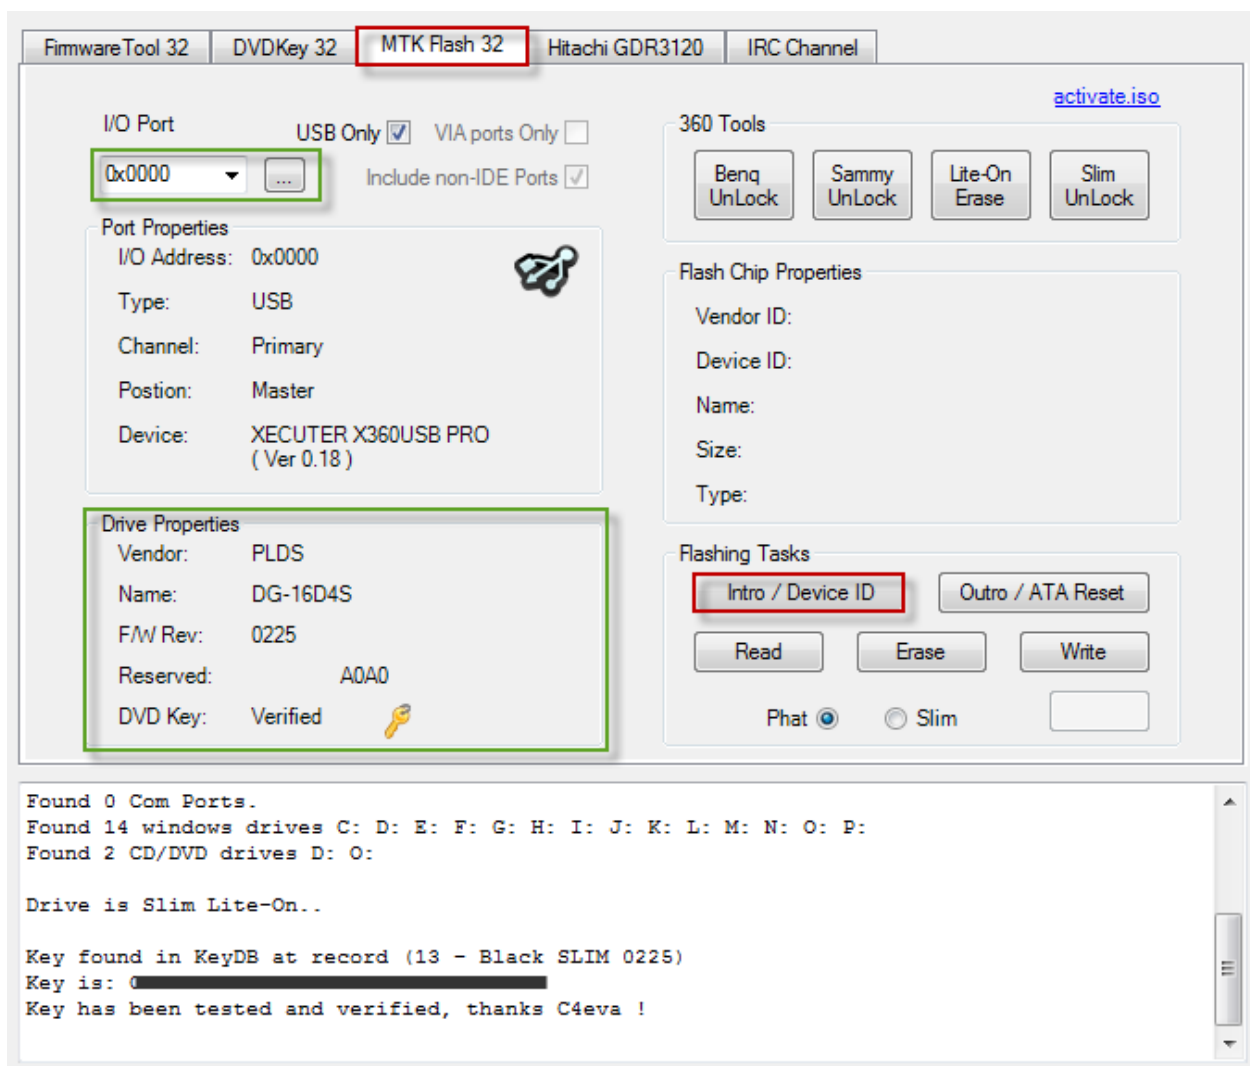 FirmwareTool 32 DVDKey 32 MTK Flash 32 Hitachi GDR3120 IRC Channel
activate.iso
I/O Port USB Only VIA ports Only
0x0000 ... Include non-IDE Ports
Port Properties
I/O Address: 0x0000
Type: USB
Channel: Primary
Postion: Master
Device: XECUTER X360USB PRO
( Ver 0.18 )
Drive Properties
Vendor: PLDS
Name: DG-16D4S
F/W Rev: 0225
Reserved: A0A0
DVD Key: Verified
360 Tools
Benq UnLock
Sammy UnLock
Lite-On Erase
Slim UnLock
Flash Chip Properties
Vendor ID:
Device ID:
Name:
Size:
Type:
Flashing Tasks
Intro / Device ID Outro / ATA Reset
Read Erase Write
Phat Slim
Found 0 Com Ports.
Found 14 windows drives C: D: E: F: G: H: I: J: K: L: M: N: O: P:
Found 2 CD/DVD drives D: O:
Drive is Slim Lite-On..
Key found in KeyDB at record (13 - Black SLIM 0225)
Key is:
Key has been tested and verified, thanks C4eva !